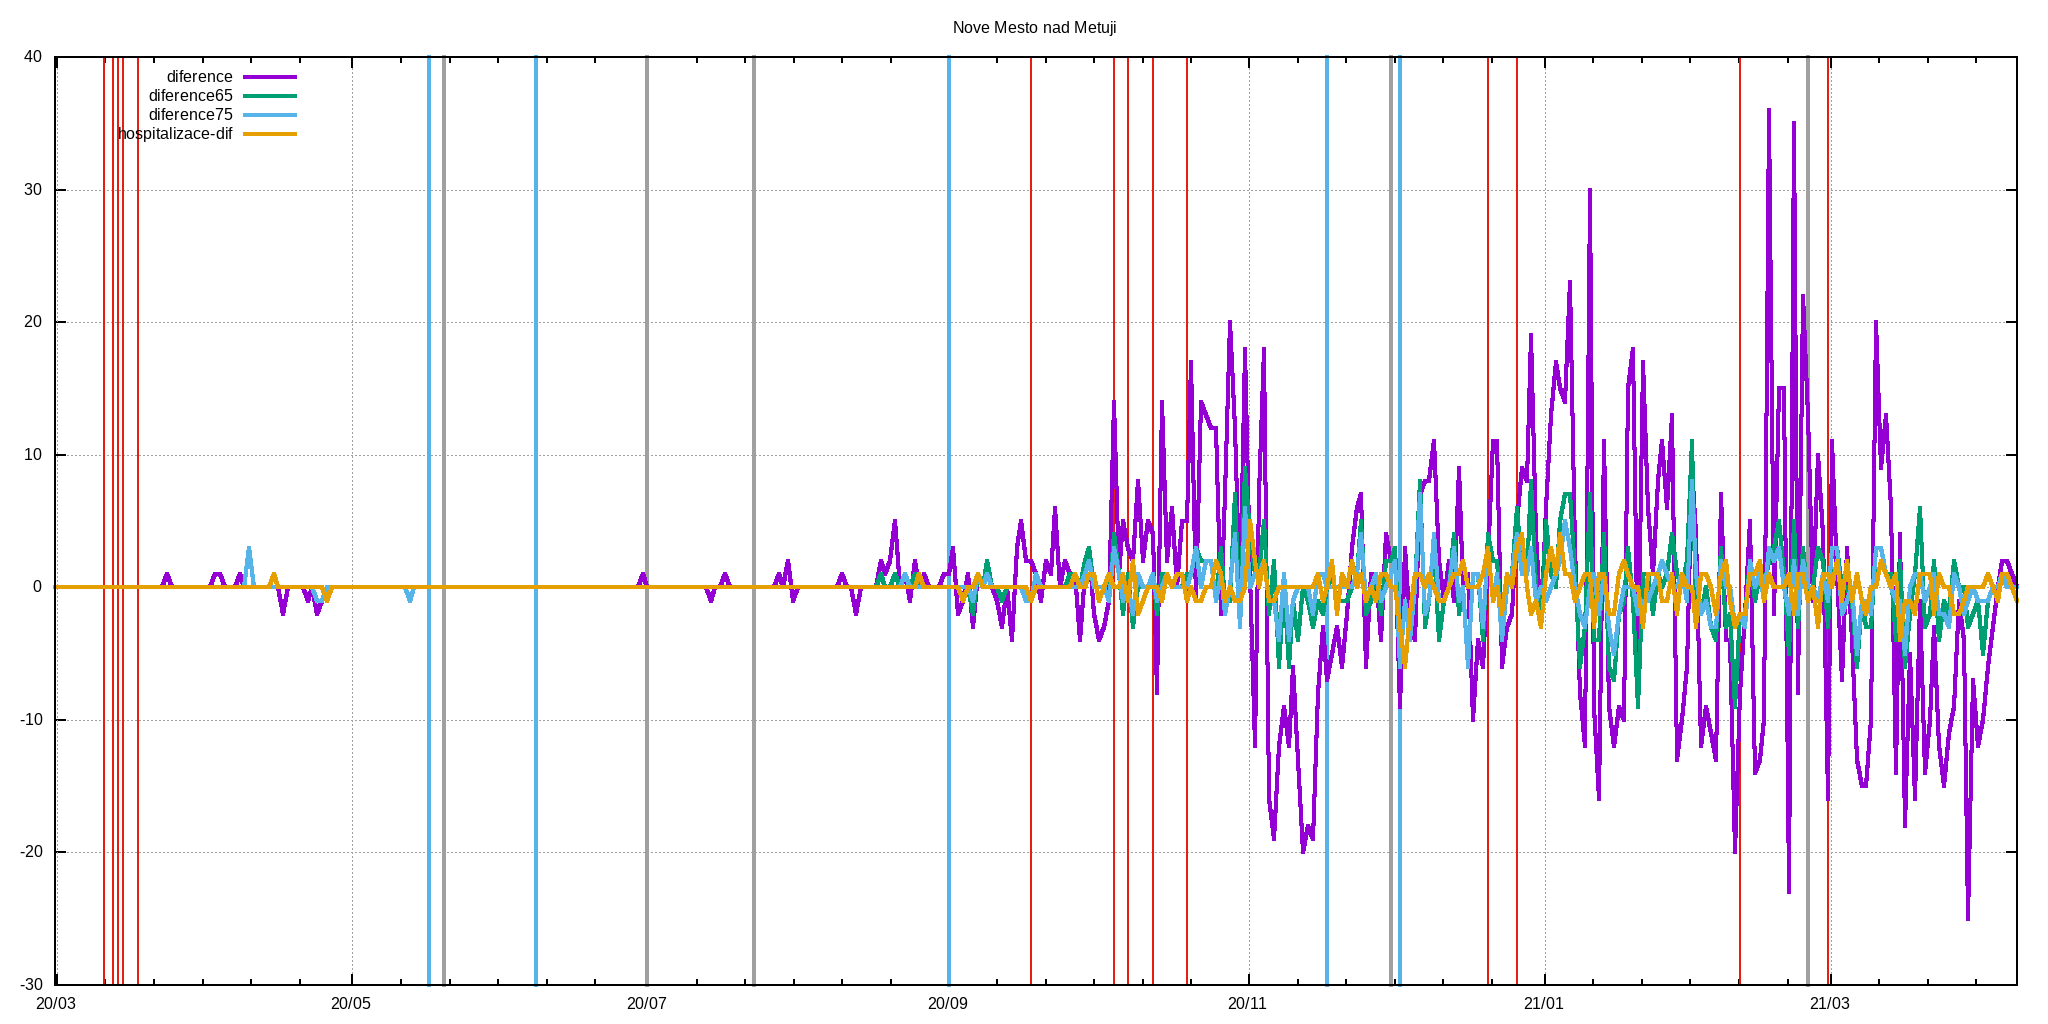 Nove Mesto nad Metuji
40
diference
diference65
diference75
hospitalizace-dif
30
20
10
0
-10
-20
-30
20/03 20/05 20/07 20/09 20/11 21/01 21/03